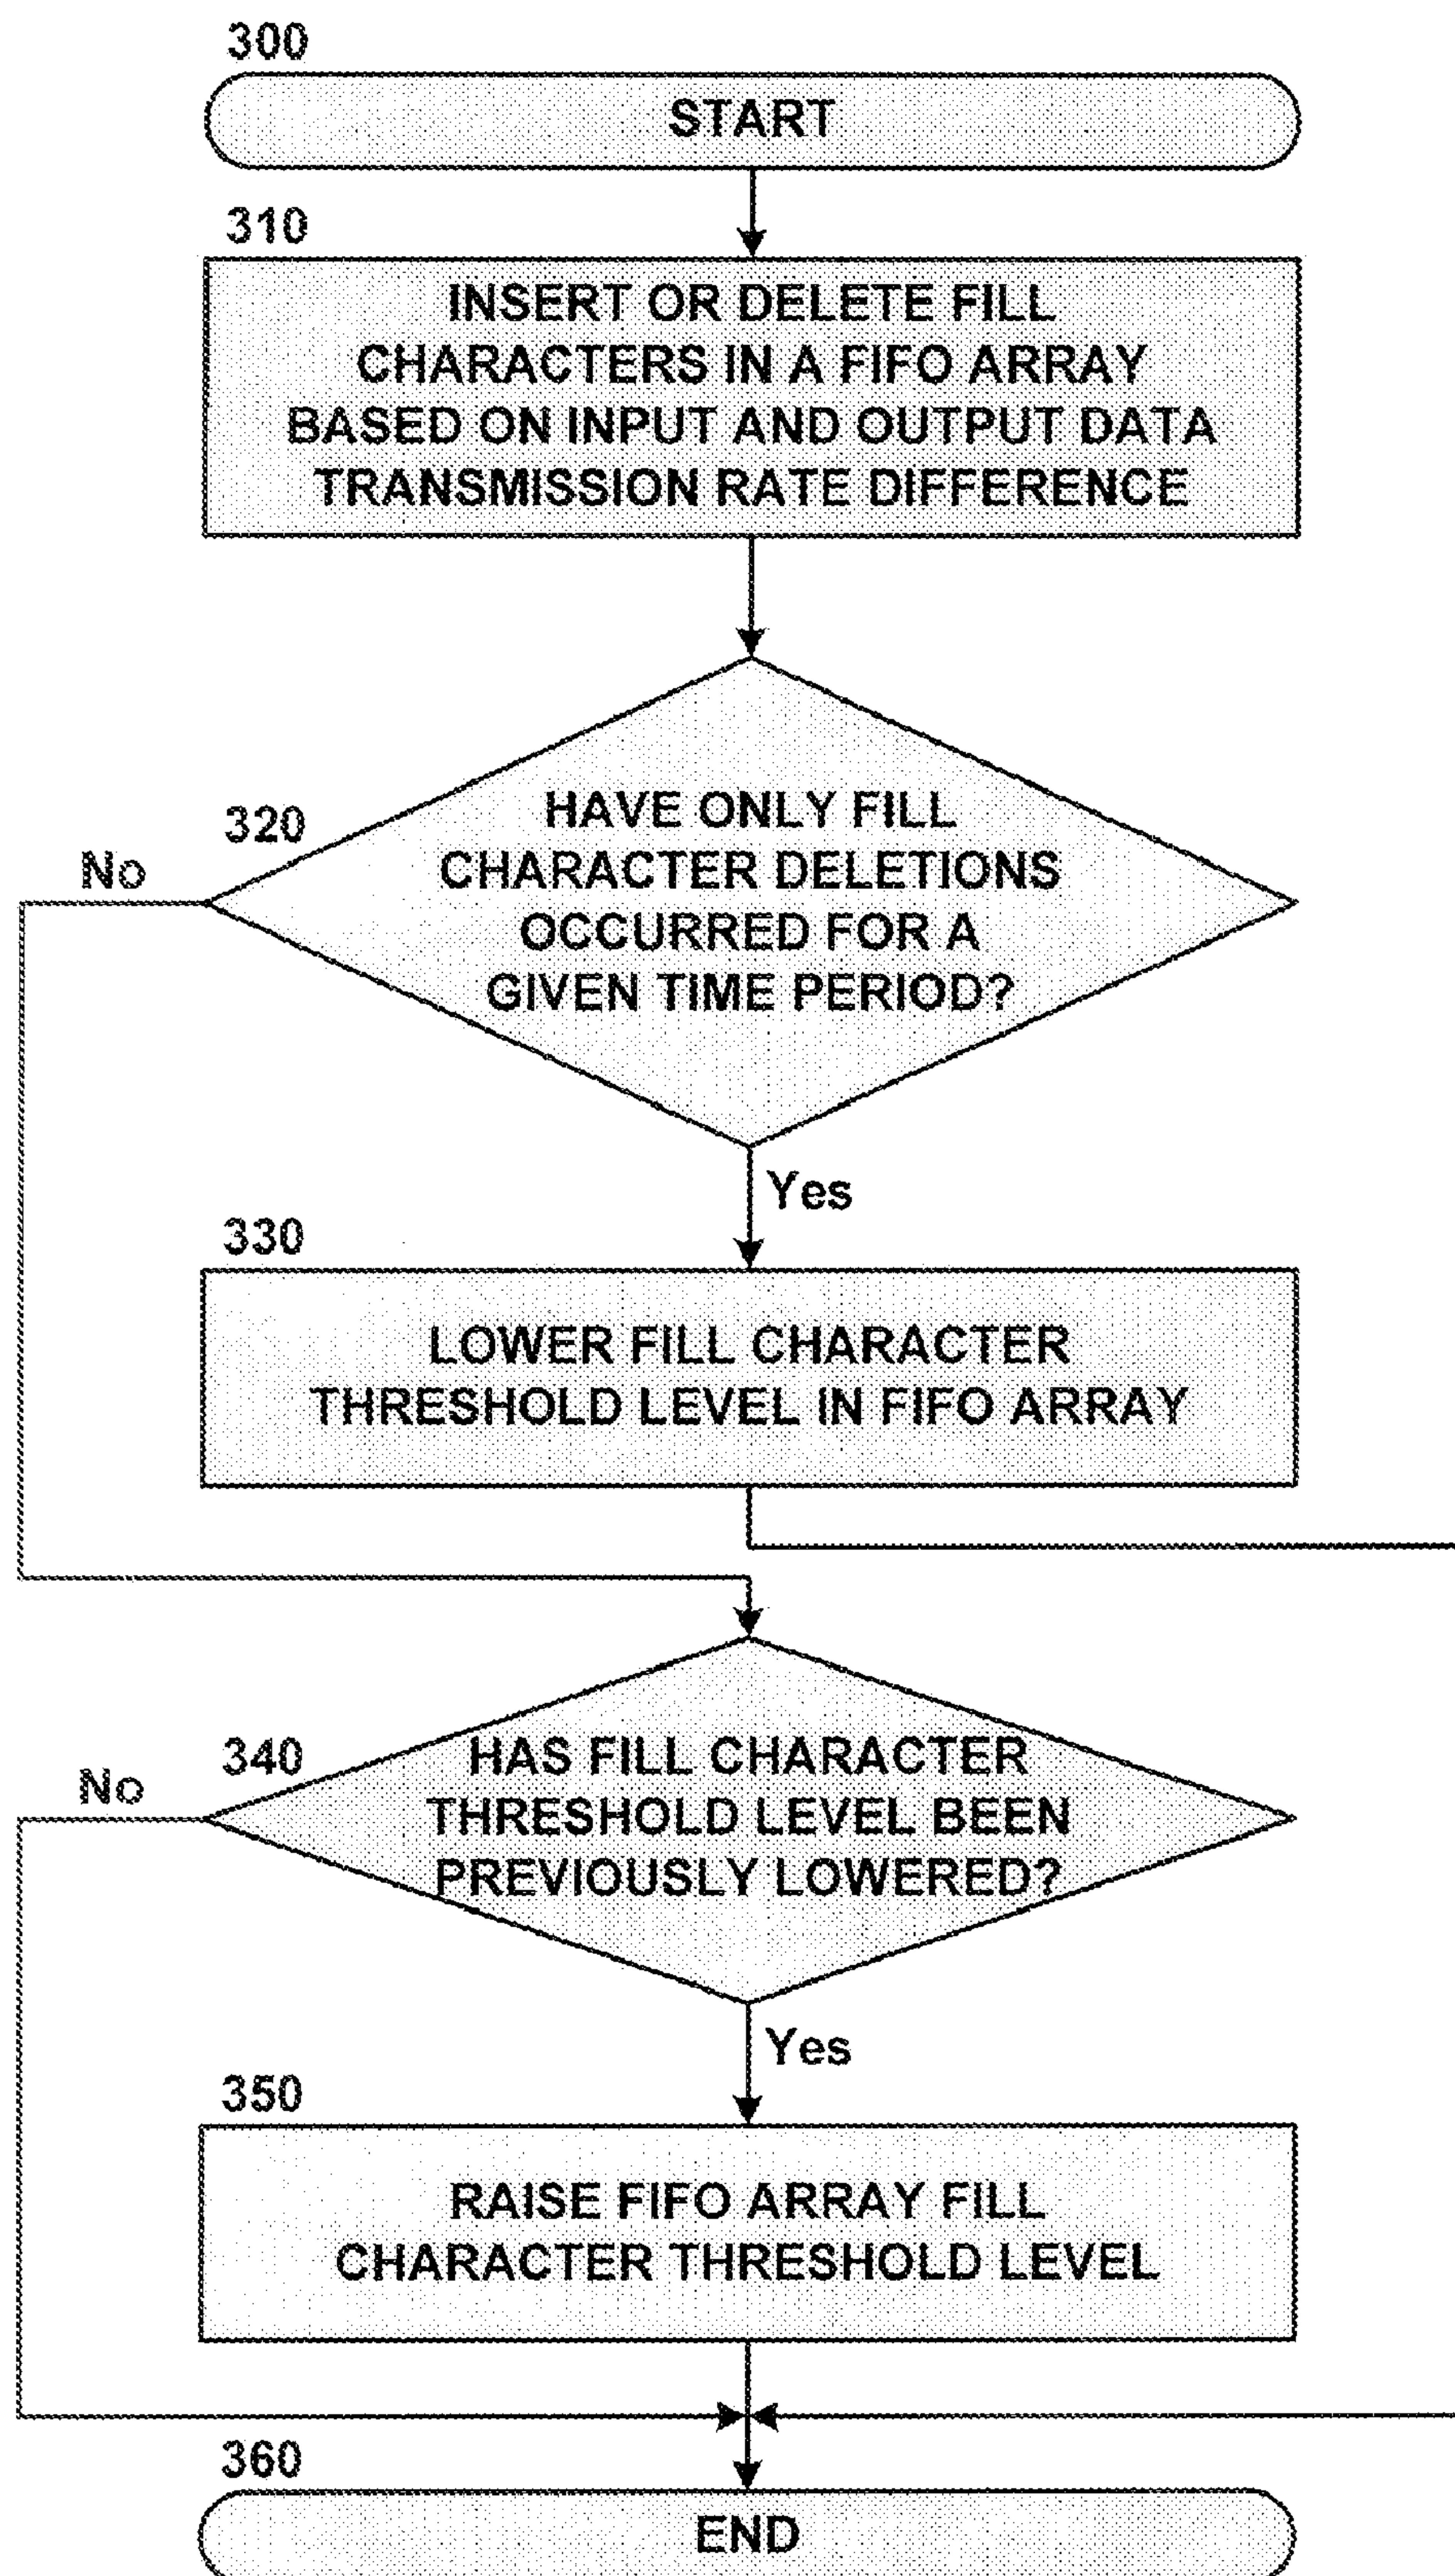 300
START
310
INSERT OR DELETE FILL
CHARACTERS IN A FIFO ARRAY
BASED ON INPUT AND OUTPUT DATA
TRANSMISSION RATE DIFFERENCE
320
No
HAVE ONLY FILL
CHARACTER DELETIONS
OCCURRED FOR A
GIVEN TIME PERIOD?
Yes
330
LOWER FILL CHARACTER
THRESHOLD LEVEL IN FIFO ARRAY
340
No
HAS FILL CHARACTER
THRESHOLD LEVEL BEEN
PREVIOUSLY LOWERED?
Yes
350
RAISE FIFO ARRAY FILL
CHARACTER THRESHOLD LEVEL
360
END